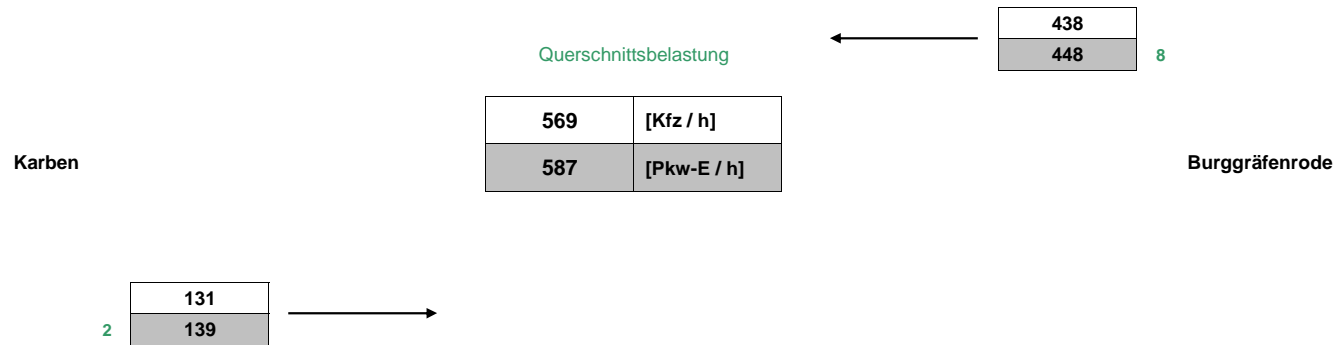 438
448 8
Querschnittsbelastung
569 [Kfz / h]
Karben 587 [Pkw-E / h] Burggräfenrode
131
2 139